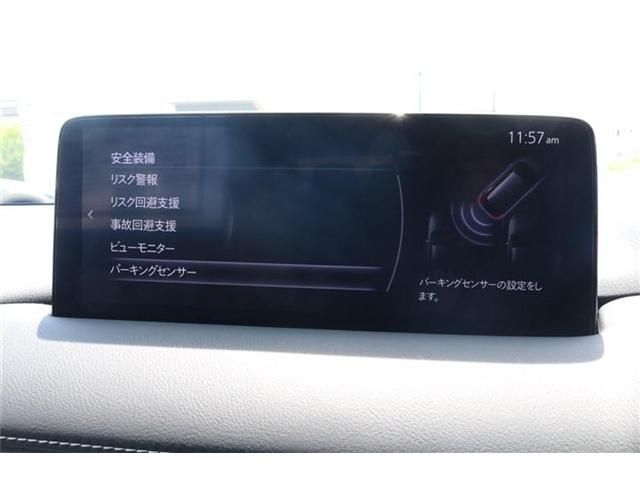 11:57 am
安全装備
リスク警報
リスク回避支援
事故回避支援
ビューモニター
パーキングセンサー
パーキングセンサーの設定をし
ます。